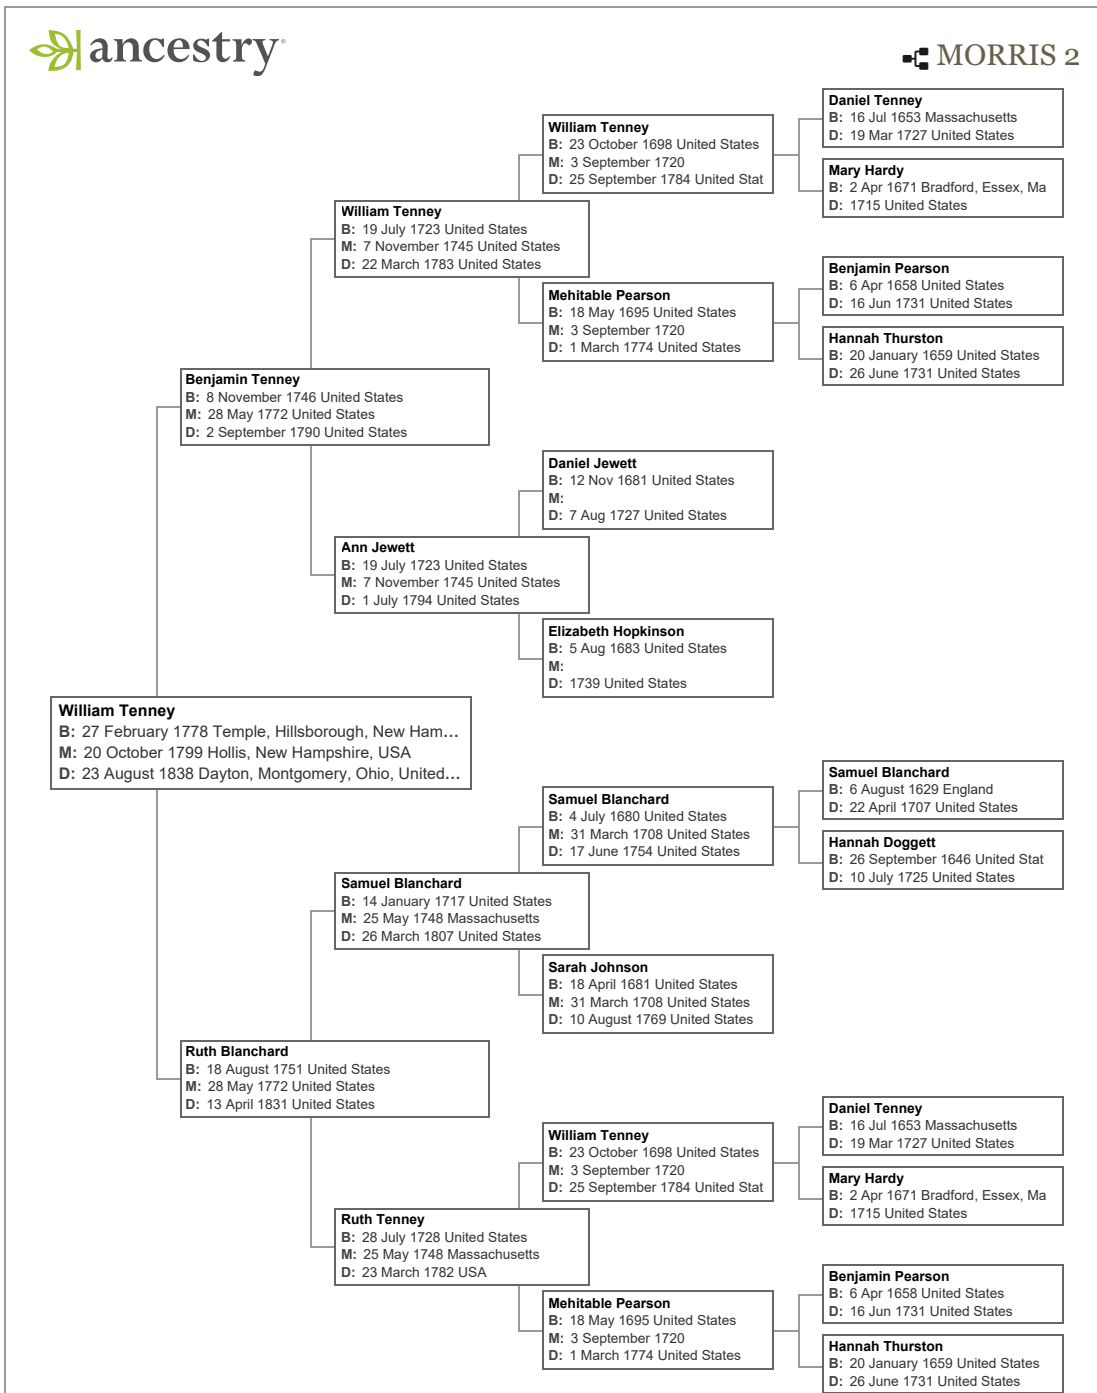 ancestry
MORRIS 2
Daniel Tenney
B: 16 Jul 1653 Massachusetts
D: 19 Mar 1727 United States
William Tenney
B: 23 October 1698 United States
M: 3 September 1720
D: 25 September 1784 United Stat
Mary Hardy
B: 2 Apr 1671 Bradford, Essex, Ma
D: 1715 United States
William Tenney
B: 19 July 1723 United States
M: 7 November 1745 United States
D: 22 March 1783 United States
Benjamin Pearson
B: 6 Apr 1658 United States
D: 16 Jun 1731 United States
Mehitable Pearson
B: 18 May 1695 United States
M: 3 September 1720
D: 1 March 1774 United States
Hannah Thurston
B: 20 January 1659 United States
D: 26 June 1731 United States
Benjamin Tenney
B: 8 November 1746 United States
M: 28 May 1772 United States
D: 2 September 1790 United States
Daniel Jewett
B: 12 Nov 1681 United States
M:
D: 7 Aug 1727 United States
Ann Jewett
B: 19 July 1723 United States
M: 7 November 1745 United States
D: 1 July 1794 United States
Elizabeth Hopkinson
B: 5 Aug 1683 United States
M:
D: 1739 United States
William Tenney
B: 27 February 1778 Temple, Hillsborough, New Ham...
M: 20 October 1799 Hollis, New Hampshire, USA
D: 23 August 1838 Dayton, Montgomery, Ohio, United...
Samuel Blanchard
B: 6 August 1629 England
D: 22 April 1707 United States
Samuel Blanchard
B: 4 July 1680 United States
M: 31 March 1708 United States
D: 17 June 1754 United States
Hannah Doggett
B: 26 September 1646 United Stat
D: 10 July 1725 United States
Samuel Blanchard
B: 14 January 1717 United States
M: 25 May 1748 Massachusetts
D: 26 March 1807 United States
Sarah Johnson
B: 18 April 1681 United States
M: 31 March 1708 United States
D: 10 August 1769 United States
Ruth Blanchard
B: 18 August 1751 United States
M: 28 May 1772 United States
D: 13 April 1831 United States
Daniel Tenney
B: 16 Jul 1653 Massachusetts
D: 19 Mar 1727 United States
William Tenney
B: 23 October 1698 United States
M: 3 September 1720
D: 25 September 1784 United Stat
Mary Hardy
B: 2 Apr 1671 Bradford, Essex, Ma
D: 1715 United States
Ruth Tenney
B: 28 July 1728 United States
M: 25 May 1748 Massachusetts
D: 23 March 1782 USA
Benjamin Pearson
B: 6 Apr 1658 United States
D: 16 Jun 1731 United States
Mehitable Pearson
B: 18 May 1695 United States
M: 3 September 1720
D: 1 March 1774 United States
Hannah Thurston
B: 20 January 1659 United States
D: 26 June 1731 United States